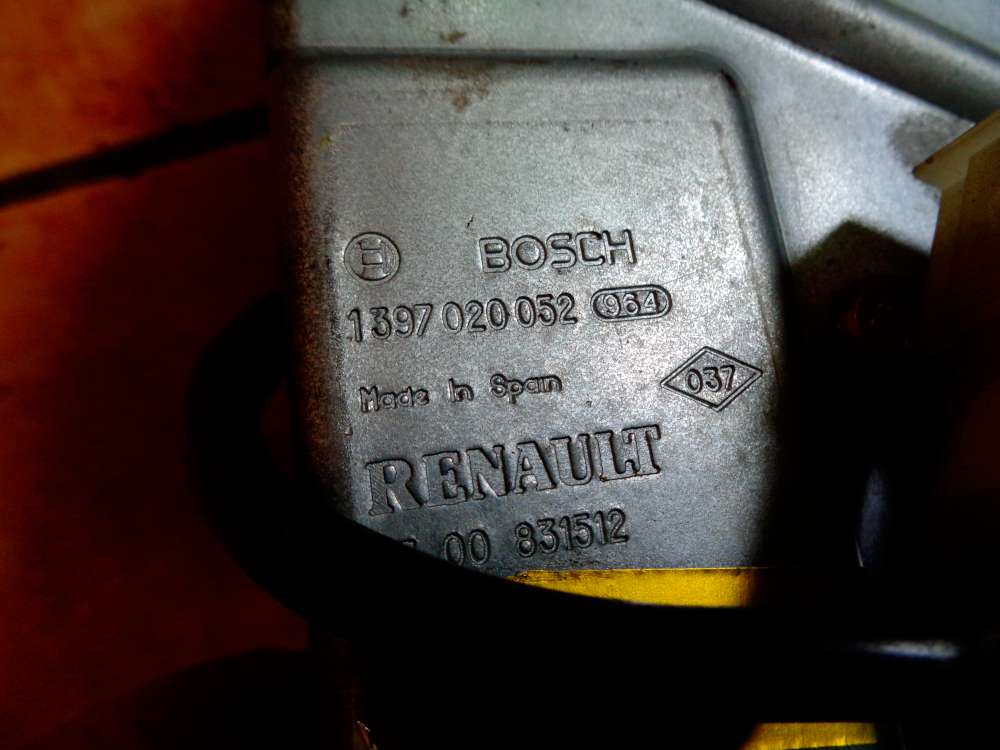 BOSCH
1 397 020 052 964
Made In Spain
037
RENAULT
00 831512